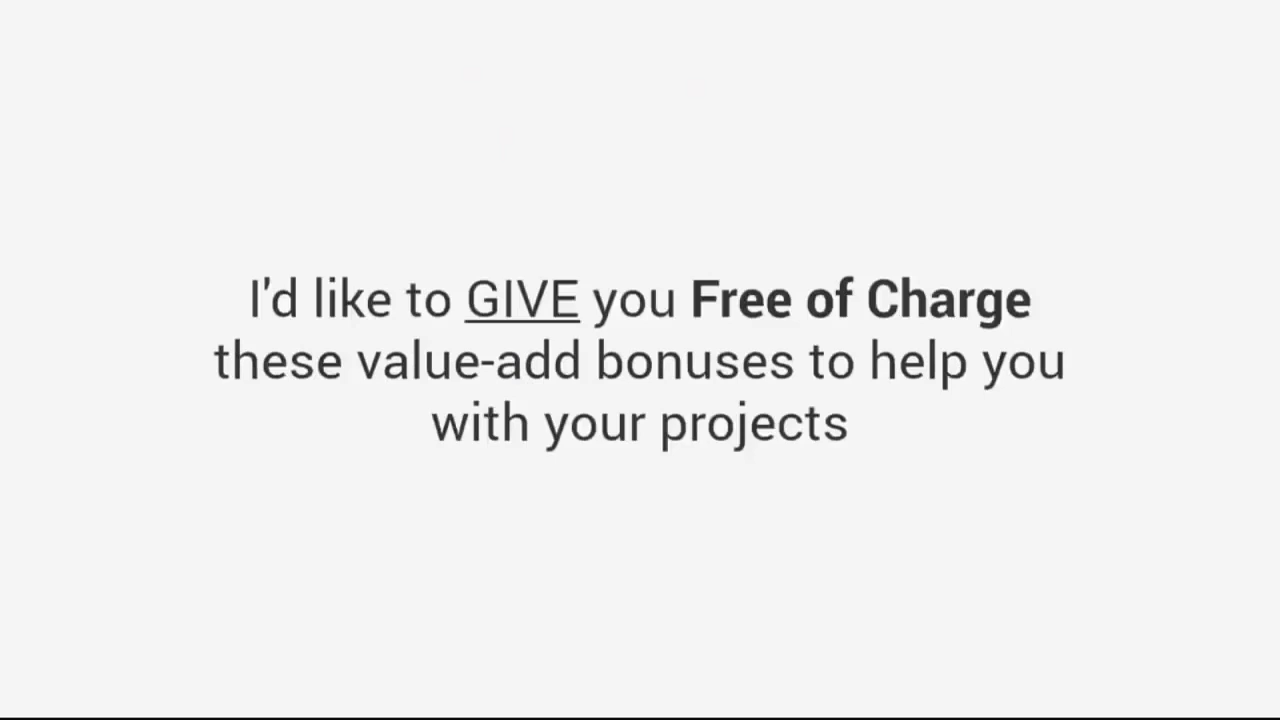 I'd like to GIVE you Free of Charge
these value-add bonuses to help you
with your projects